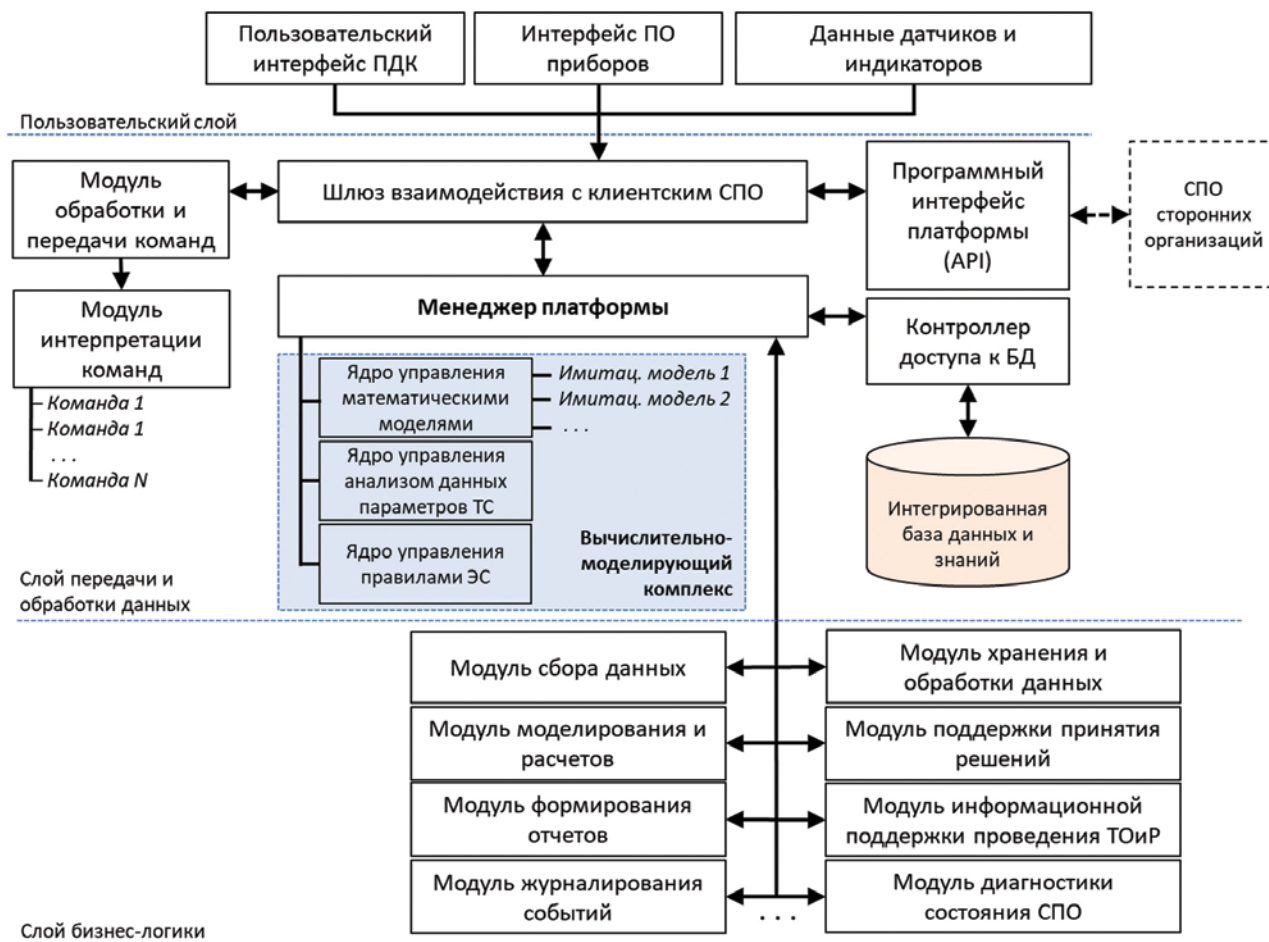 Пользовательский
интерфейс ПДК
Интерфейс ПО
приборов
Данные датчиков и
индикаторов
Пользовательский слой
Модуль
обработки и
передачи команд
Шлюз взаимодействия с клиентским СПО
Программный
интерфейс
платформы
(API)
СПО
сторонних
организаций
Модуль
интерпретации
команд
Команда 1
Команда 1
. . .
Команда N
Менеджер платформы
Контроллер
доступа к БД
Ядро управления
математическими
моделями
Имитац. модель 1
Имитац. модель 2
. . .
Ядро управления
анализом данных
параметров ТС
Ядро управления
правилами ЭС
Вычислительно-
моделирующий
комплекс
Интегрированная
база данных и
знаний
Слой передачи и
обработки данных
Модуль сбора данных
Модуль хранения и
обработки данных
Модуль моделирования и
расчетов
Модуль поддержки принятия
решений
Модуль формирования
отчетов
Модуль информационной
поддержки проведения ТОиР
Модуль журналирования
событий
. . .
Модуль диагностики
состояния СПО
Слой бизнес-логики